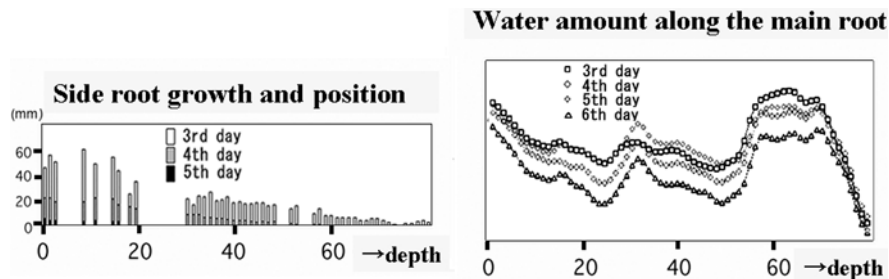 Water amount along the main root
Side root growth and position
(mm)
60
40
20
0
3rd day
4th day
5th day
0
20
40
60
→depth
3rd day
4th day
5th day
6th day
0
20
40
60
→depth